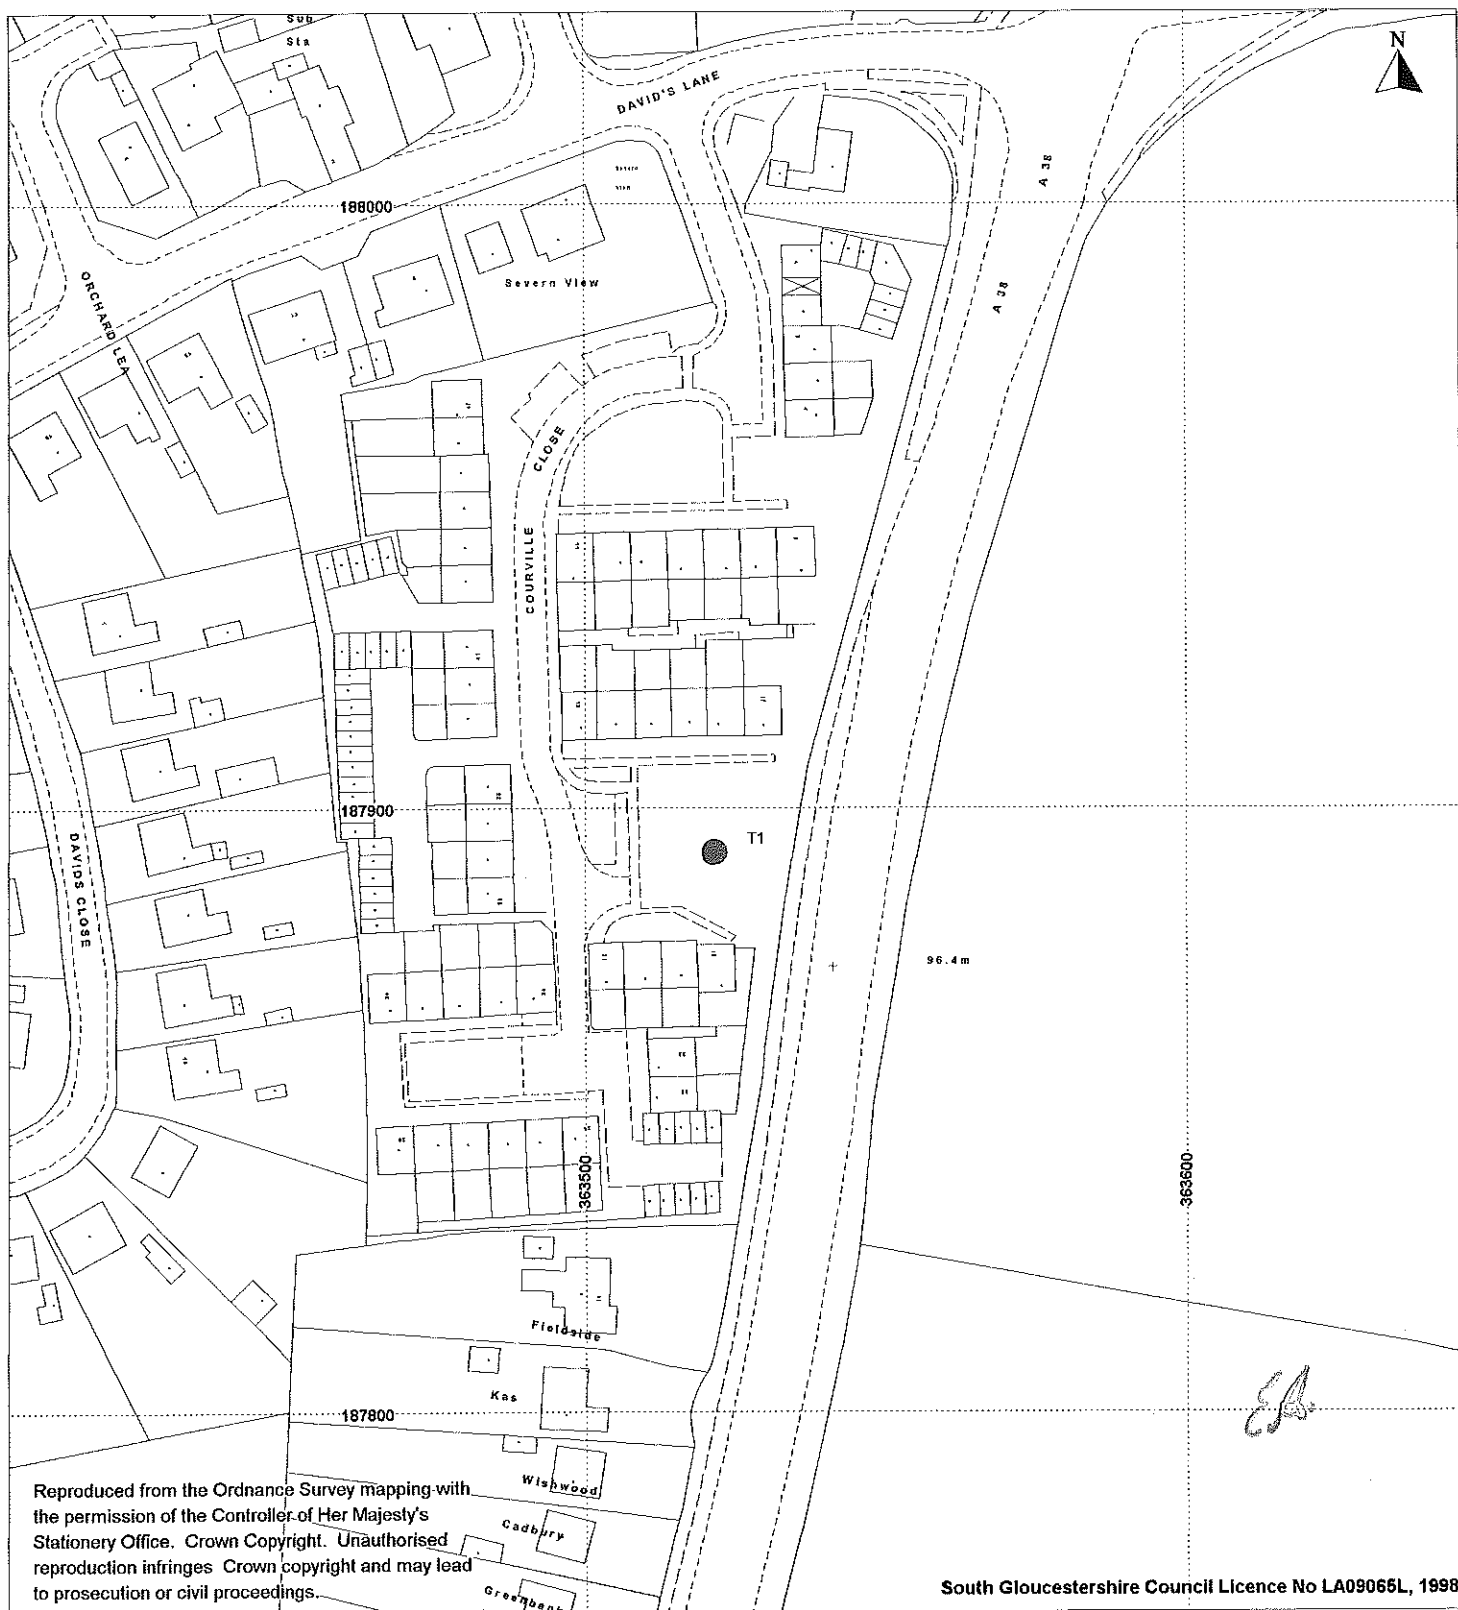 Sub
Sta
N
DAVID'S LANE
A 38
188000
Severn View
A 38
ORCHARD LEA
CLOSE
COURVILLE
187900
T1
DAVIDS CLOSE
96.4m
363500
363600
Fieldside
Kas
187800
Wishwood
Cadbury
Greenbank
Reproduced from the Ordnance Survey mapping with
the permission of the Controller of Her Majesty's
Stationery Office. Crown Copyright. Unauthorised
reproduction infringes Crown copyright and may lead
to prosecution or civil proceedings.
South Gloucestershire Council Licence No LA09065L, 1998